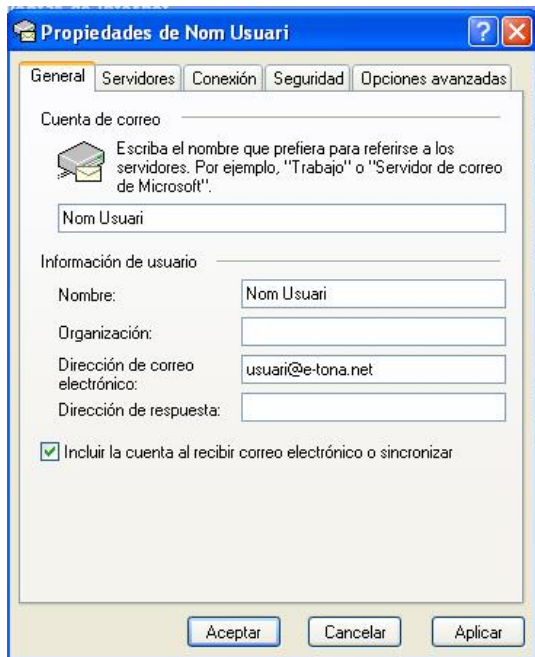 Propiedades de Nom Usuari
General Servidores Conexión Seguridad Opciones avanzadas
Cuenta de correo
Escriba el nombre que prefiera para referirse a los
servidores. Por ejemplo, "Trabajo" o "Servidor de correo
de Microsoft".
Nom Usuari
Información de usuario
Nombre: Nom Usuari
Organización:
Dirección de correo
electrónico: usuari@e-tona.net
Dirección de respuesta:
Incluir la cuenta al recibir correo electrónico o sincronizar
Aceptar Cancelar Aplicar